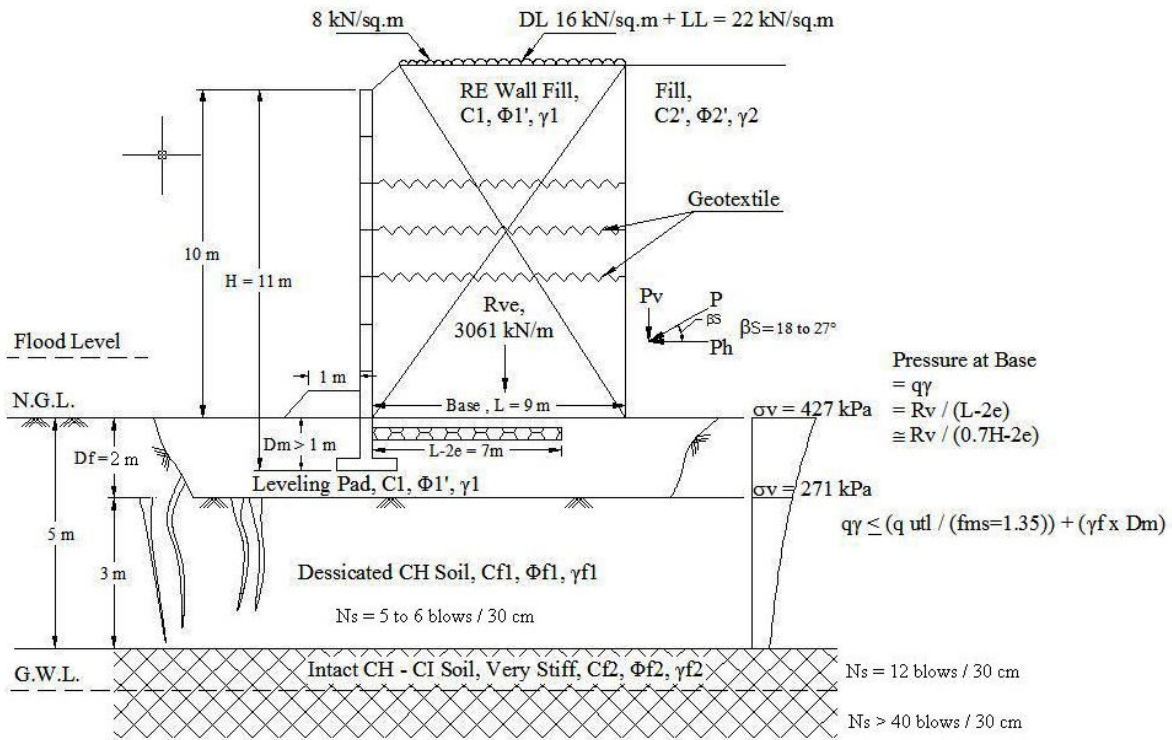 8 kN/sq.m
DL 16 kN/sq.m + LL = 22 kN/sq.m
RE Wall Fill,
C1, Φ1', γ1
Fill,
C2', Φ2', γ2
Geotextile
10 m
H = 11 m
Rve,
3061 kN/m
Pv
P
βS
Ph
βS= 18 to 27°
Flood Level
1 m
N.G.L.
Base , L = 9 m
Pressure at Base
= qγ
= Rv / (L-2e)
≅ Rv / (0.7H-2e)
σv = 427 kPa
Df = 2 m
Dm > 1 m
L-2e = 7m
Leveling Pad, C1, Φ1', γ1
σv = 271 kPa
qγ ≤ (q utl / (fms=1.35)) + (γf x Dm)
5 m
3 m
Dessicated CH Soil, Cf1, Φf1, γf1
Ns = 5 to 6 blows / 30 cm
G.W.L.
Intact CH - CI Soil, Very Stiff, Cf2, Φf2, γf2
Ns = 12 blows / 30 cm
Ns > 40 blows / 30 cm